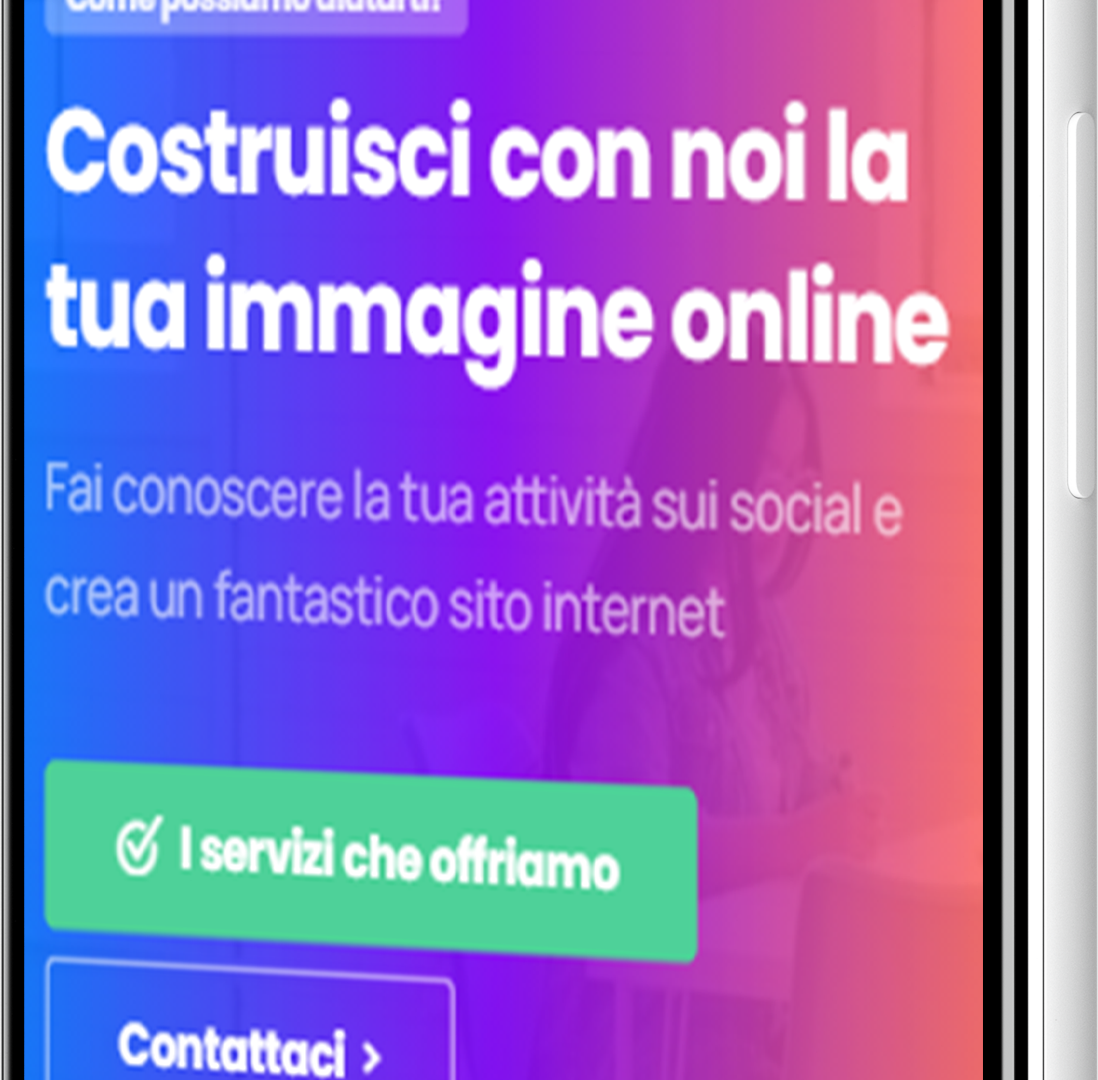 Come possiamo aiutarti?
Costruisci con noi la
tua immagine online
Fai conoscere la tua attività sui social e
crea un fantastico sito internet
I servizi che offriamo
Contattaci >